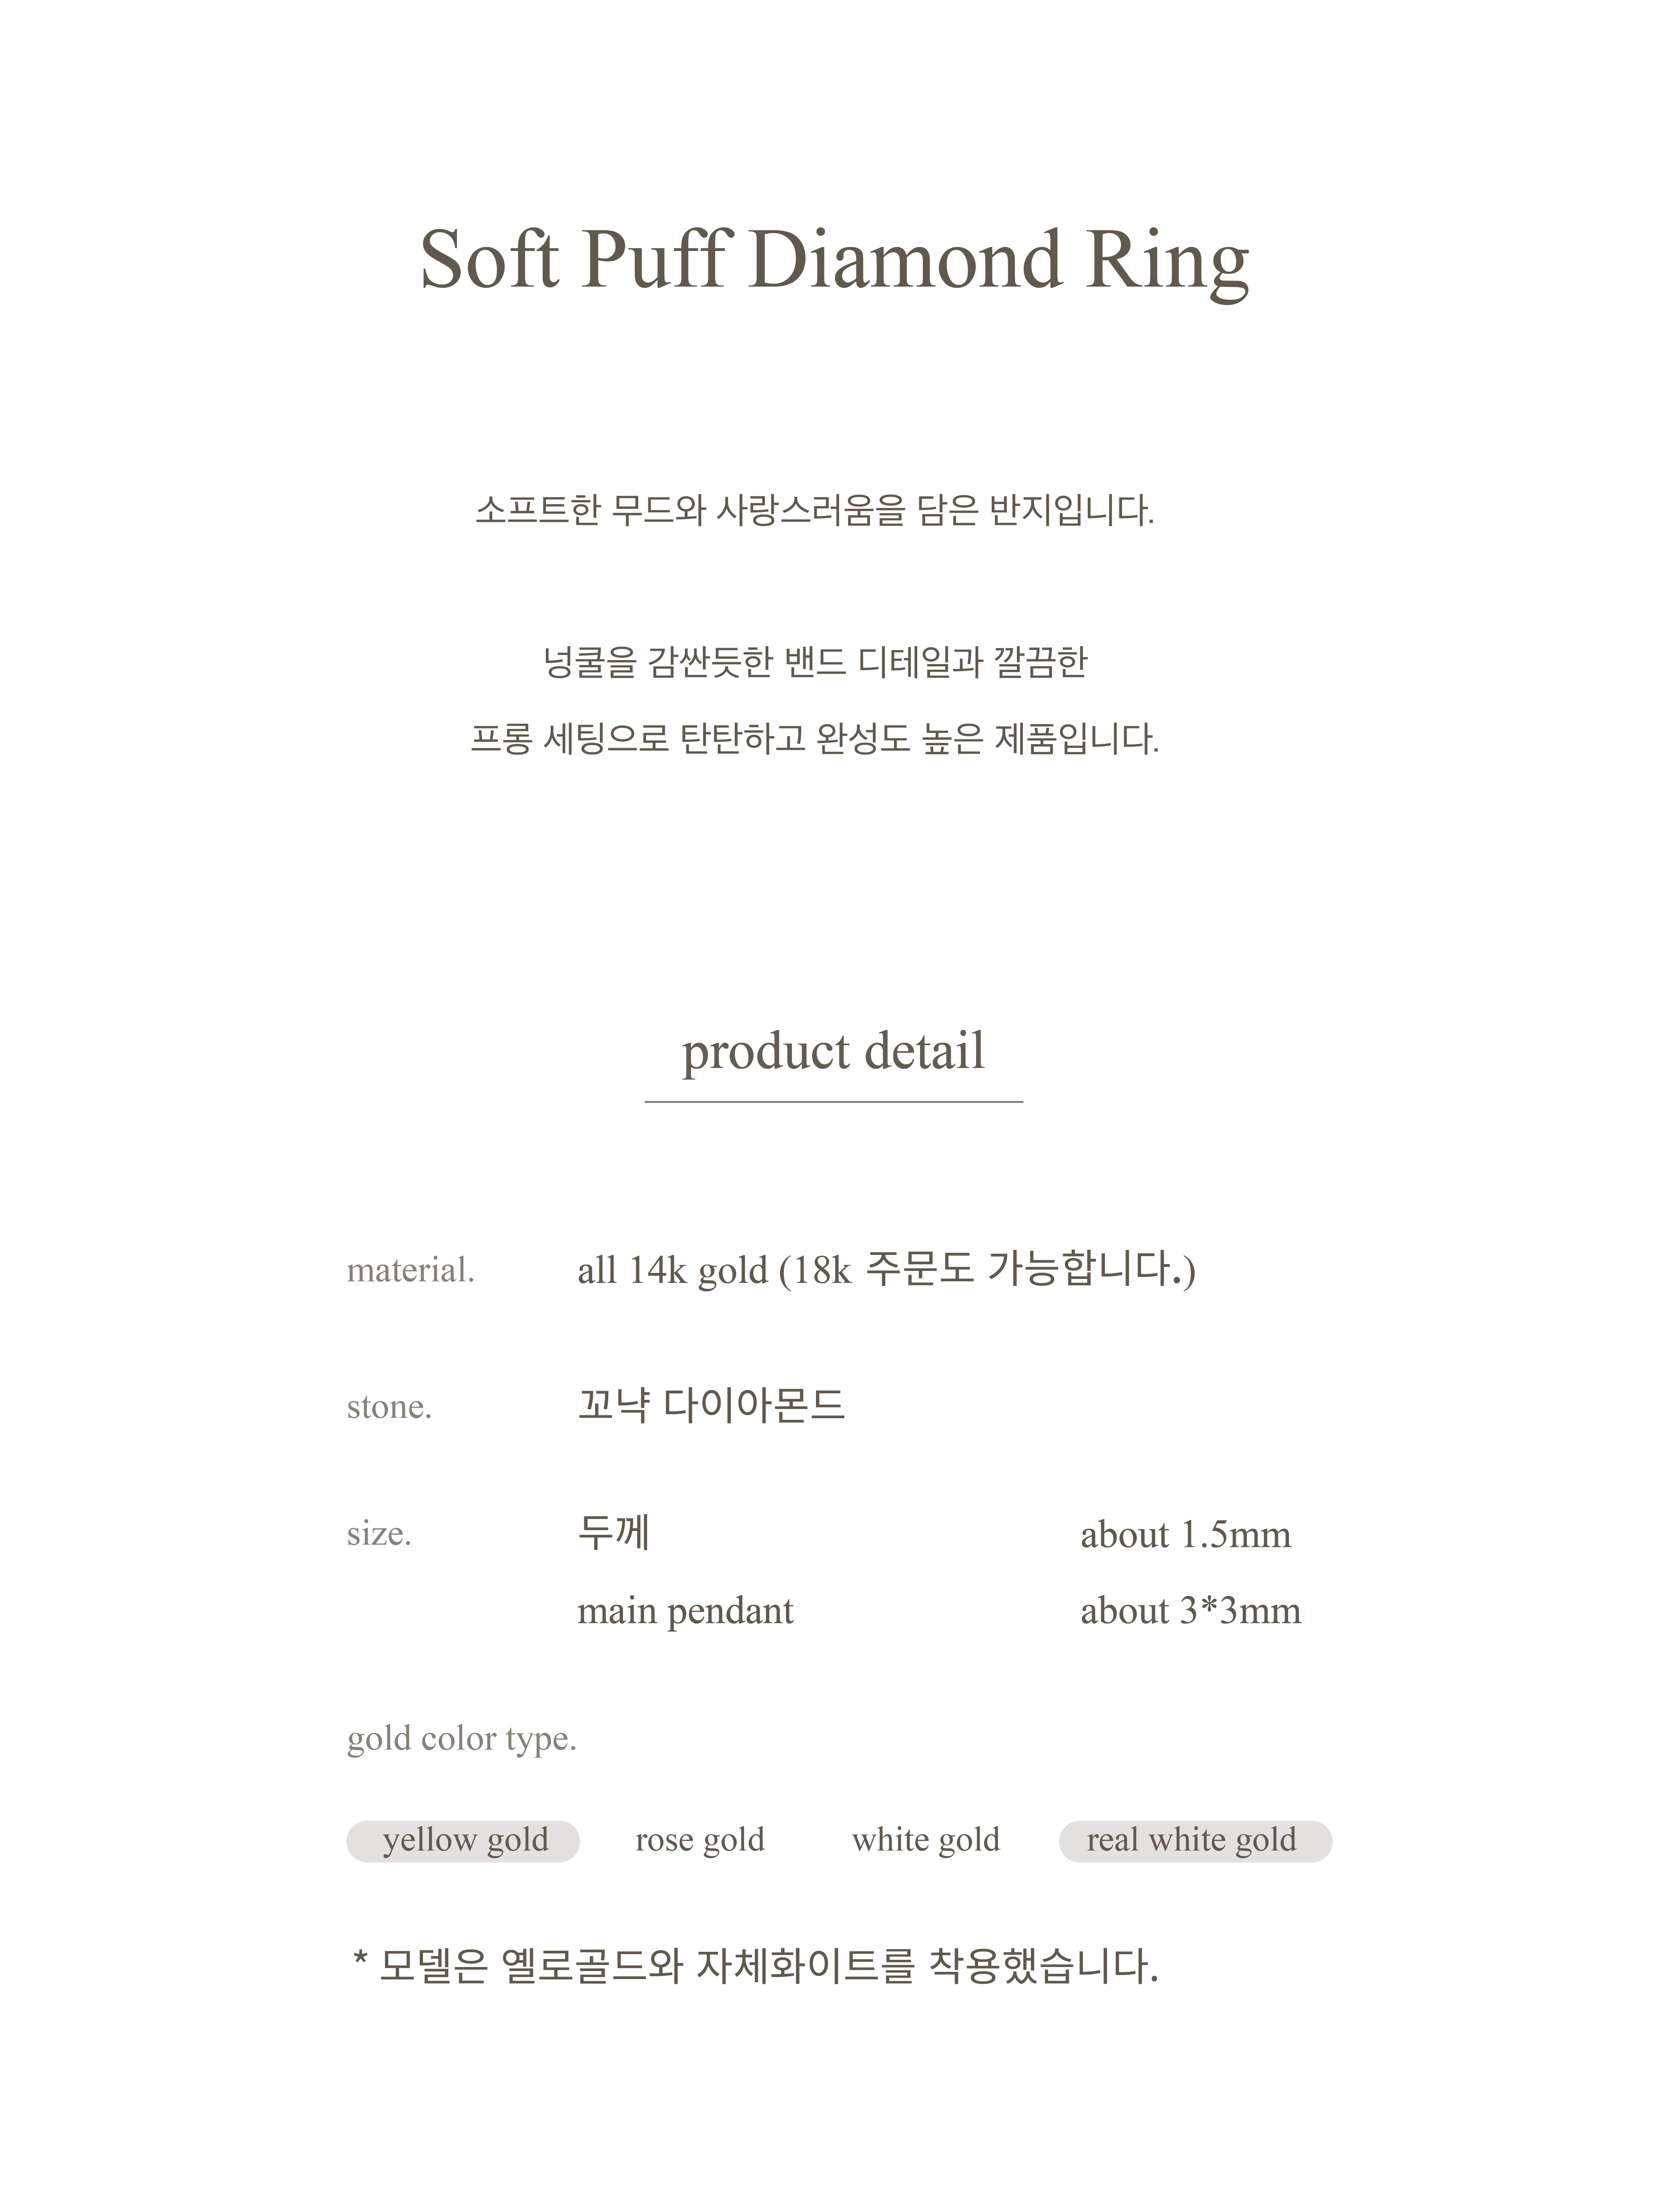 Soft Puff Diamond Ring
소프트한 무드와 사랑스러움을 담은 반지입니다.
넝쿨을 감싼듯한 밴드 디테일과 깔끔한
프롱 세팅으로 탄탄하고 완성도 높은 제품입니다.
product detail
material. all 14k gold (18k 주문도 가능합니다.)
stone. 꼬냑 다이아몬드
size. 두께 about 1.5mm
main pendant about 3*3mm
gold color type.
yellow gold rose gold white gold real white gold
* 모델은 옐로골드와 자체화이트를 착용했습니다.